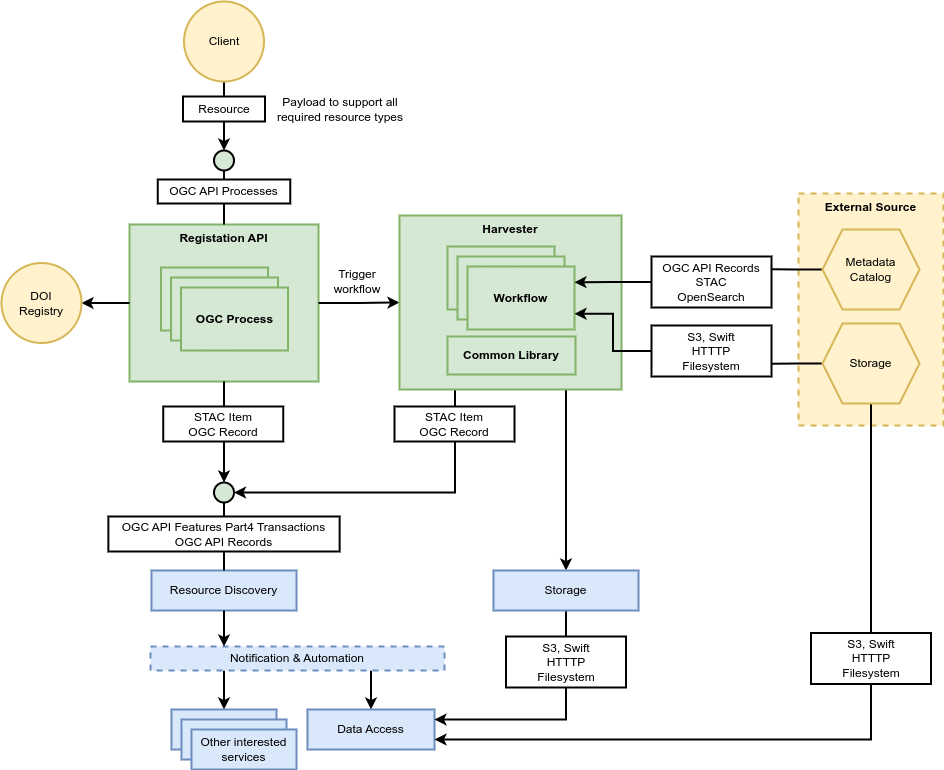 Client
Resource
Payload to support all
required resource types
OGC API Processes
Registation API
OGC Process
DOI
Registry
Trigger
workflow
Harvester
Workflow
Common Library
OGC API Records
STAC
OpenSearch
S3, Swift
HTTTP
Filesystem
External Source
Metadata
Catalog
Storage
STAC Item
OGC Record
STAC Item
OGC Record
OGC API Features Part4 Transactions
OGC API Records
Resource Discovery
Storage
Notification & Automation
S3, Swift
HTTTP
Filesystem
S3, Swift
HTTTP
Filesystem
Other interested
services
Data Access